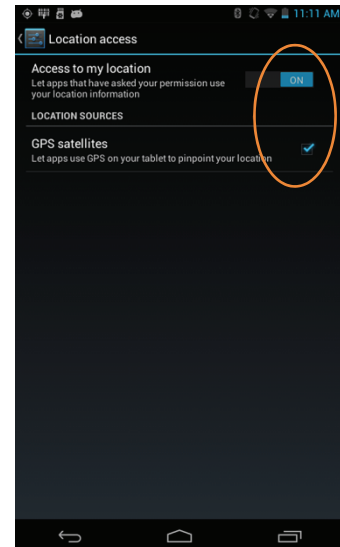 11:11 AM
Location access
Access to my location
Let apps that have asked your permission use
your location information
ON
LOCATION SOURCES
GPS satellites
Let apps use GPS on your tablet to pinpoint your location